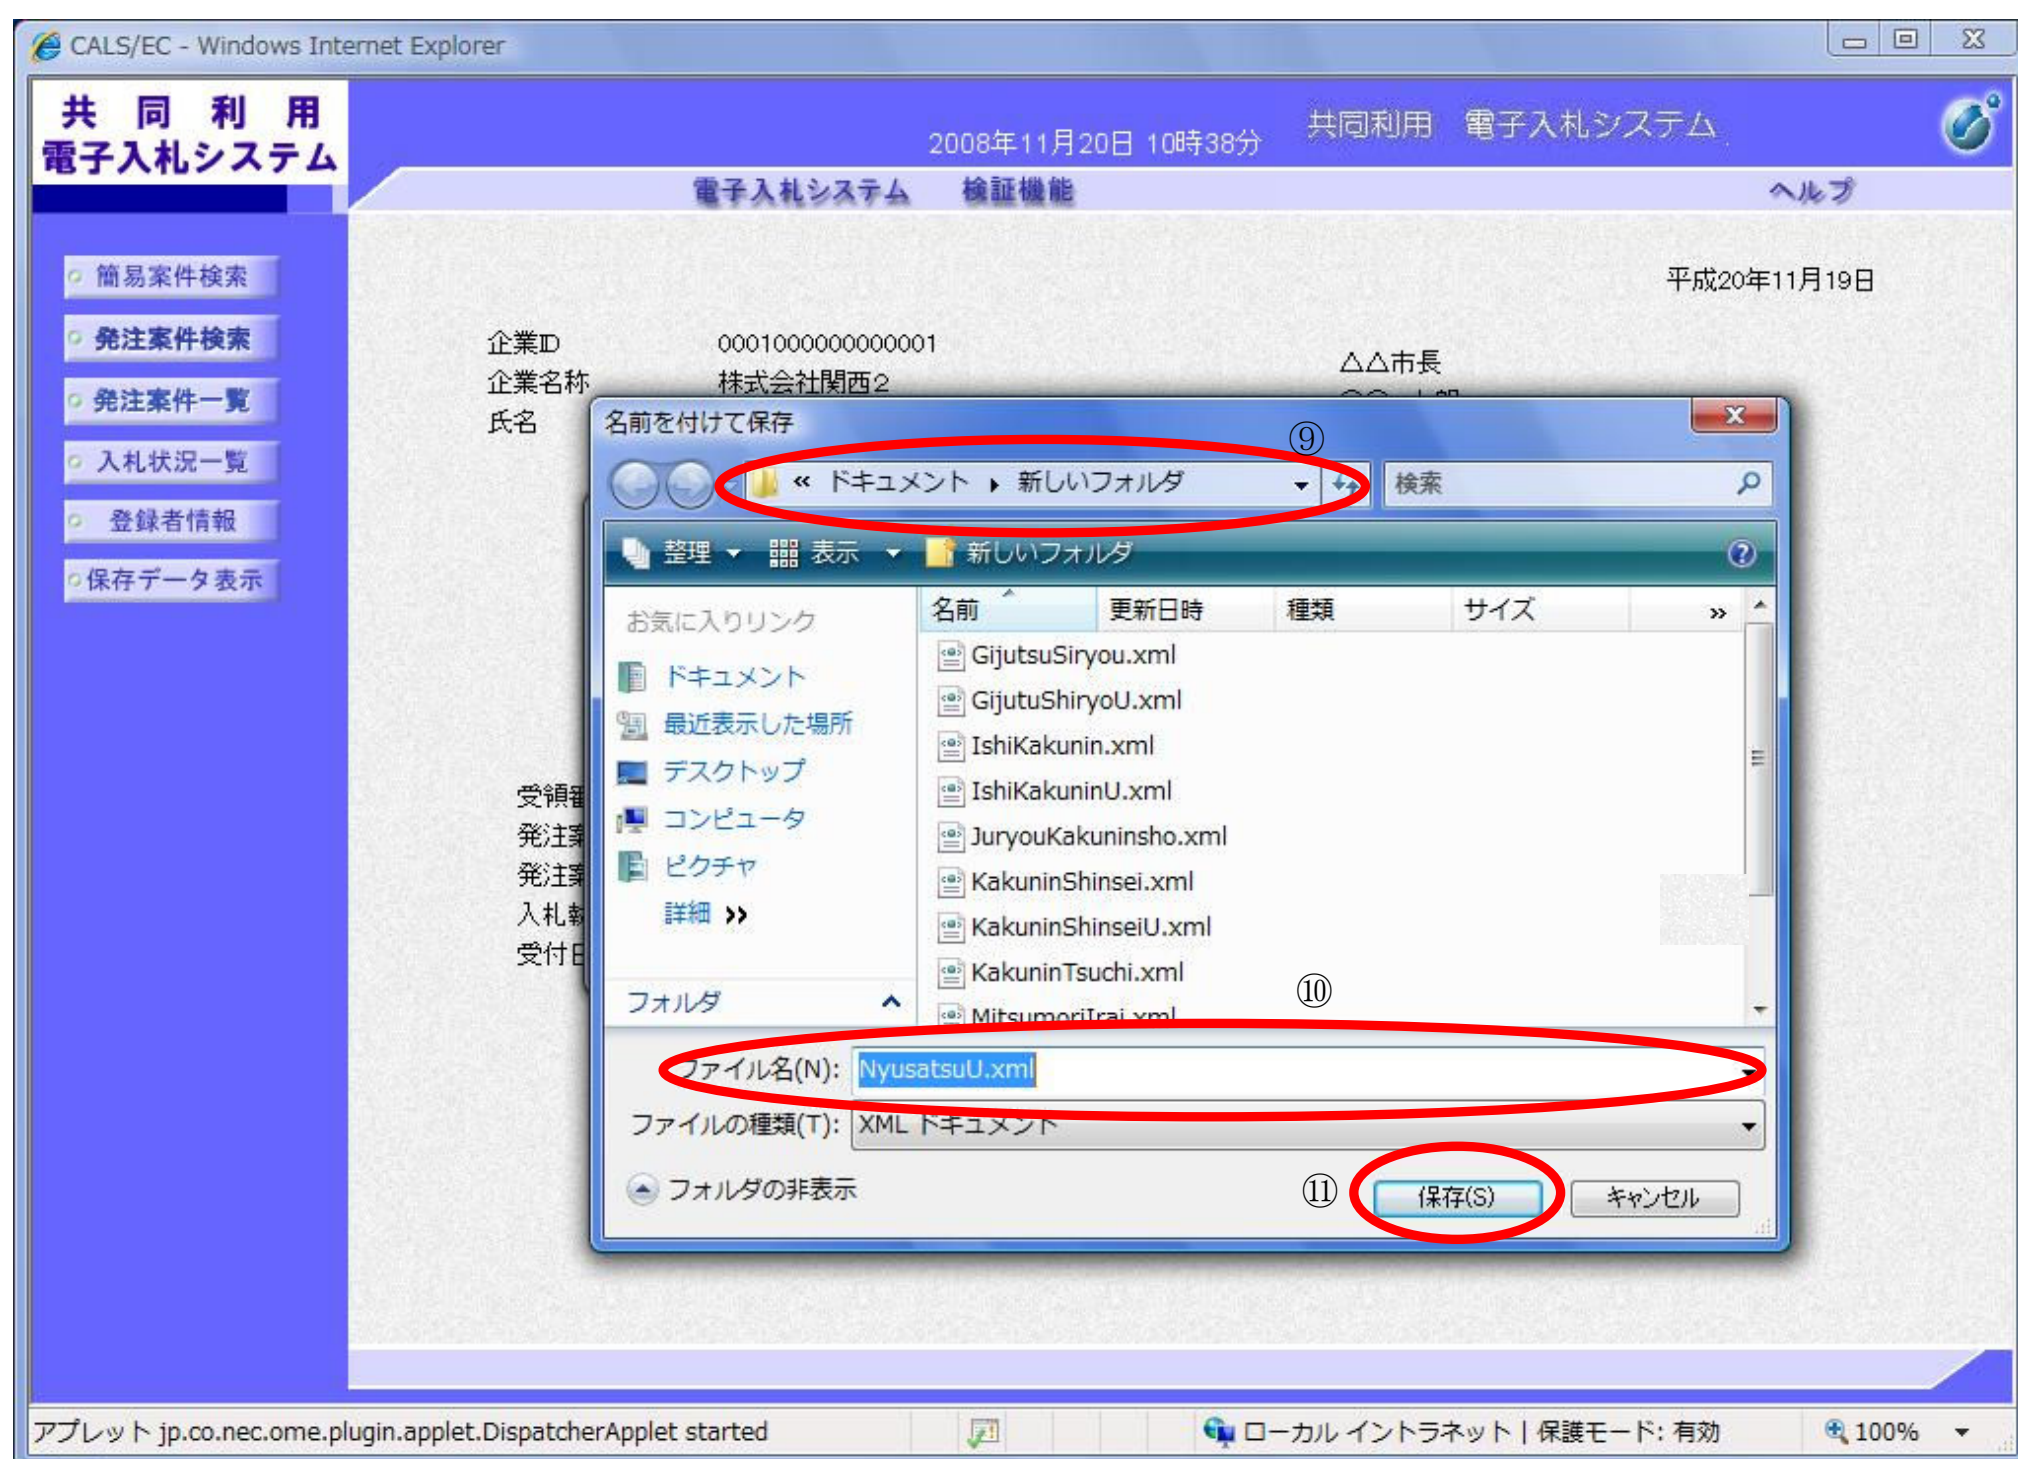 CALS/EC - Windows Internet Explorer
共同利用
電子入札システム
2008年11月20日 10時38分
共同利用 電子入札システム
電子入札システム 検証機能 ヘルプ
簡易案件検索
発注案件検索
発注案件一覧
入札状況一覧
登録者情報
保存データ表示
平成20年11月19日
企業ID 0001000000000001
企業名称 株式会社関西2
氏名
△△市長
名前を付けて保存
⑨
« ドキュメント ▸ 新しいフォルダ
検索
整理 表示 新しいフォルダ
お気に入りリンク
ドキュメント
最近表示した場所
デスクトップ
コンピュータ
ピクチャ
詳細 »
フォルダ
名前 更新日時 種類 サイズ »
GijutsuSiryou.xml
GijutuShiryoU.xml
IshiKakunin.xml
IshiKakuninU.xml
JuryouKakuninsho.xml
KakuninShinsei.xml
KakuninShinseiU.xml
KakuninTsuchi.xml
MitsumoriIrai.xml
受領
発注
発注
入札
受付
⑩
ファイル名(N): NyusatsuU.xml
ファイルの種類(T): XML ドキュメント
フォルダの非表示
⑪
保存(S) キャンセル
アプレット jp.co.nec.ome.plugin.applet.DispatcherApplet started
ローカル イントラネット | 保護モード: 有効
100%